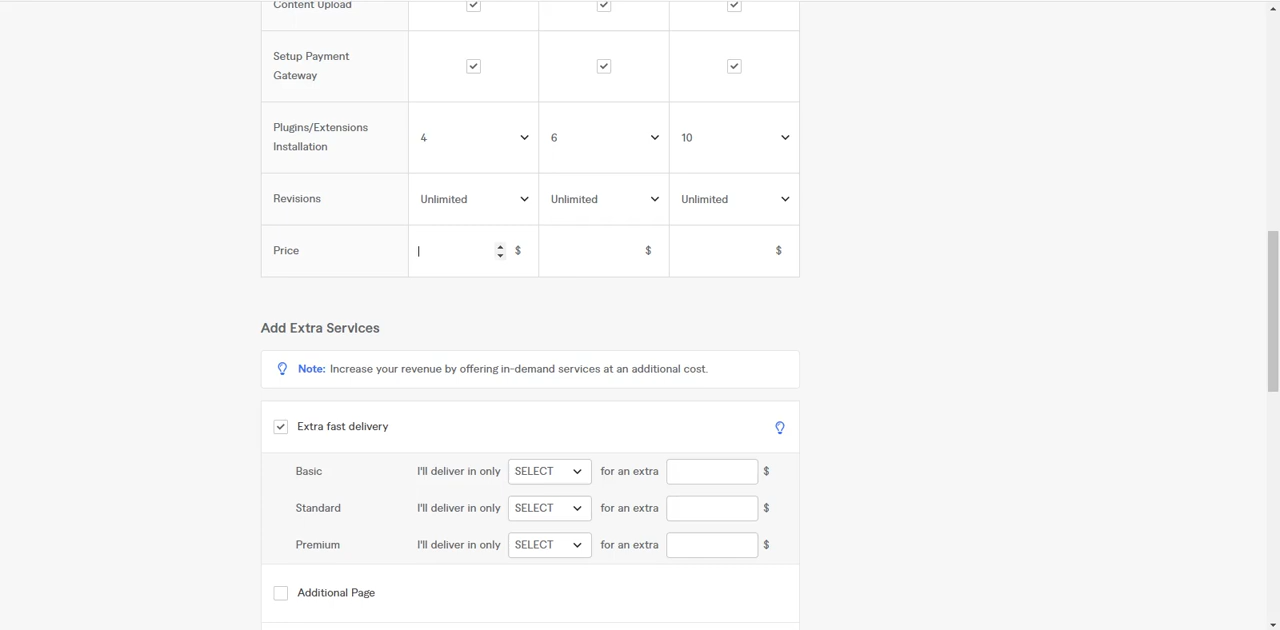 Content Upload
Setup Payment
Gateway
Plugins/Extensions
Installation
4 6 10
Revisions Unlimited Unlimited Unlimited
Price $ $ $
Add Extra Services
Note: Increase your revenue by offering in-demand services at an additional cost.
Extra fast delivery
Basic I'll deliver in only SELECT for an extra $
Standard I'll deliver in only SELECT for an extra $
Premium I'll deliver in only SELECT for an extra $
Additional Page